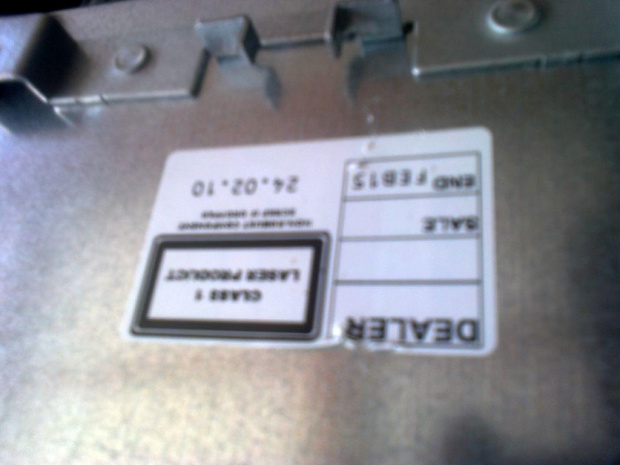 DEALER
SALE
END FEB15
CLASS 1
LASER PRODUCT
24.02.10